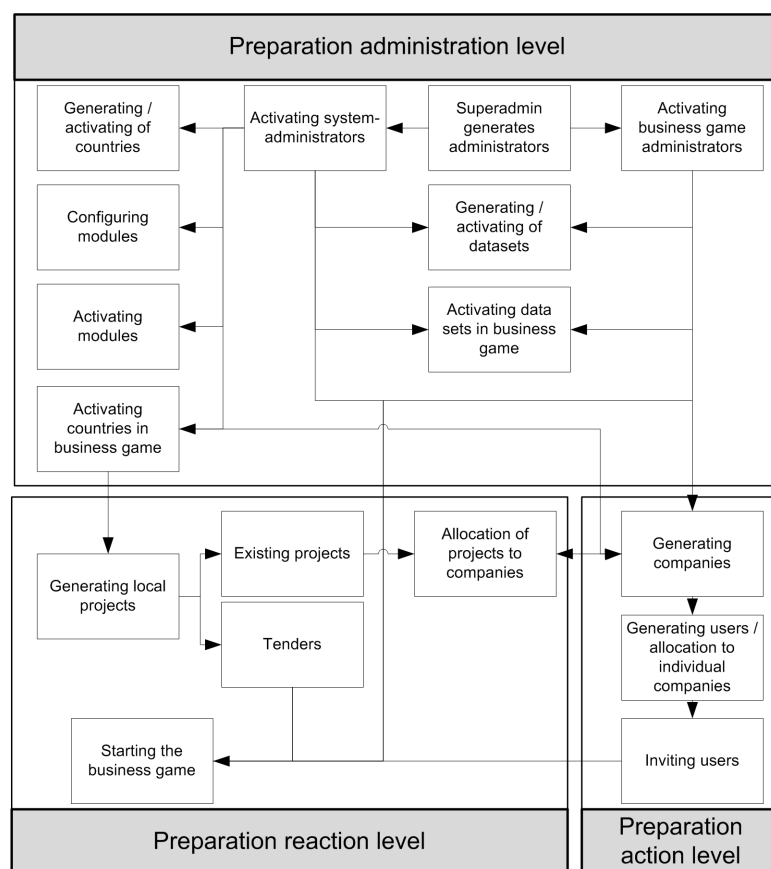 Preparation administration level
Generating /
activating of
countries
Activating system-
administrators
Superadmin
generates
administrators
Activating
business game
administrators
Configuring
modules
Generating /
activating of
datasets
Activating
modules
Activating data
sets in business
game
Activating
countries in
business game
Generating local
projects
Existing projects
Allocation of
projects to
companies
Generating
companies
Tenders
Generating users /
allocation to
individual
companies
Starting the
business game
Inviting users
Preparation reaction level
Preparation
action level